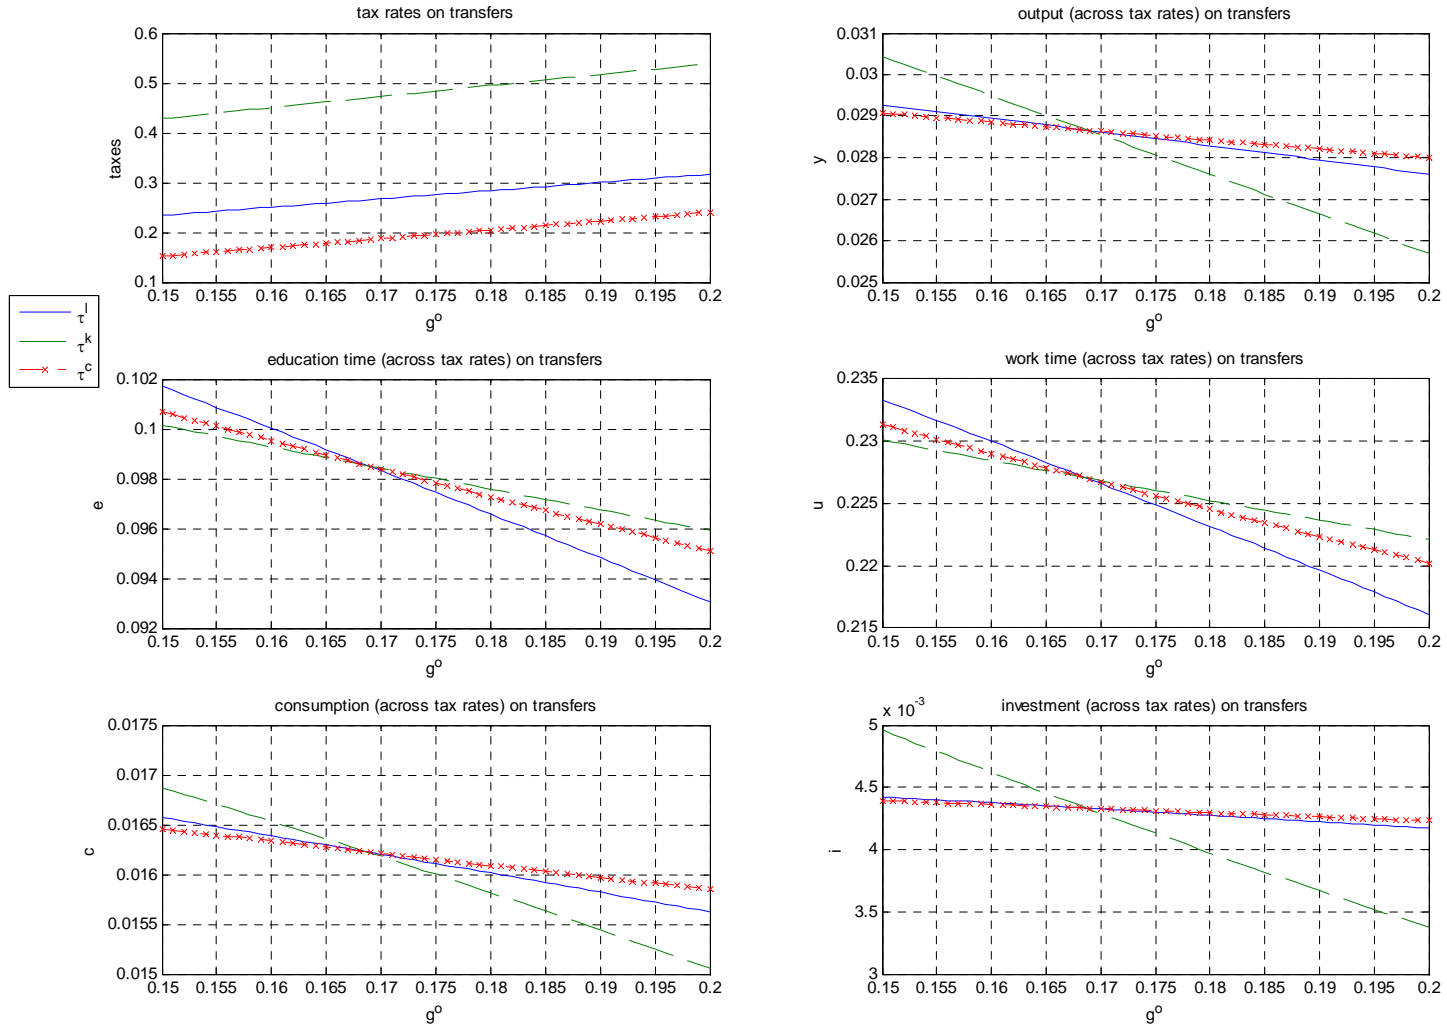 tax rates on transfers
0.6
0.5
0.4
0.3
0.2
0.1
taxes
0.15 0.155 0.16 0.165 0.17 0.175 0.18 0.185 0.19 0.195 0.2
g^o
output (across tax rates) on transfers
0.031
0.03
0.029
0.028
0.027
0.026
0.025
y
0.15 0.155 0.16 0.165 0.17 0.175 0.18 0.185 0.19 0.195 0.2
g^o
τ^l
τ^k
τ^c
education time (across tax rates) on transfers
0.102
0.1
0.098
0.096
0.094
0.092
e
0.15 0.155 0.16 0.165 0.17 0.175 0.18 0.185 0.19 0.195 0.2
g^o
work time (across tax rates) on transfers
0.235
0.23
0.225
0.22
0.215
u
0.15 0.155 0.16 0.165 0.17 0.175 0.18 0.185 0.19 0.195 0.2
g^o
consumption (across tax rates) on transfers
0.0175
0.017
0.0165
0.016
0.0155
0.015
c
0.15 0.155 0.16 0.165 0.17 0.175 0.18 0.185 0.19 0.195 0.2
g^o
x 10^-3
investment (across tax rates) on transfers
5
4.5
4
3.5
3
i
0.15 0.155 0.16 0.165 0.17 0.175 0.18 0.185 0.19 0.195 0.2
g^o